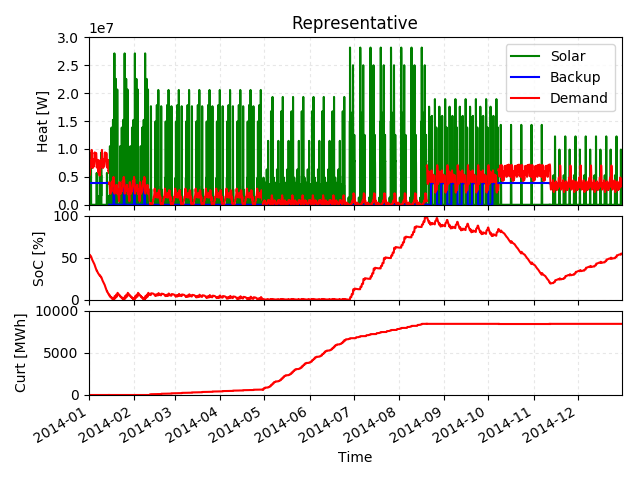 Representative
1e7
3.0
2.5
2.0
1.5
1.0
0.5
0.0
Heat [W]
Solar
Backup
Demand
100
50
0
SoC [%]
10000
5000
0
Curt [MWh]
2014-01
2014-02
2014-03
2014-04
2014-05
2014-06
2014-07
2014-08
2014-09
2014-10
2014-11
2014-12
Time